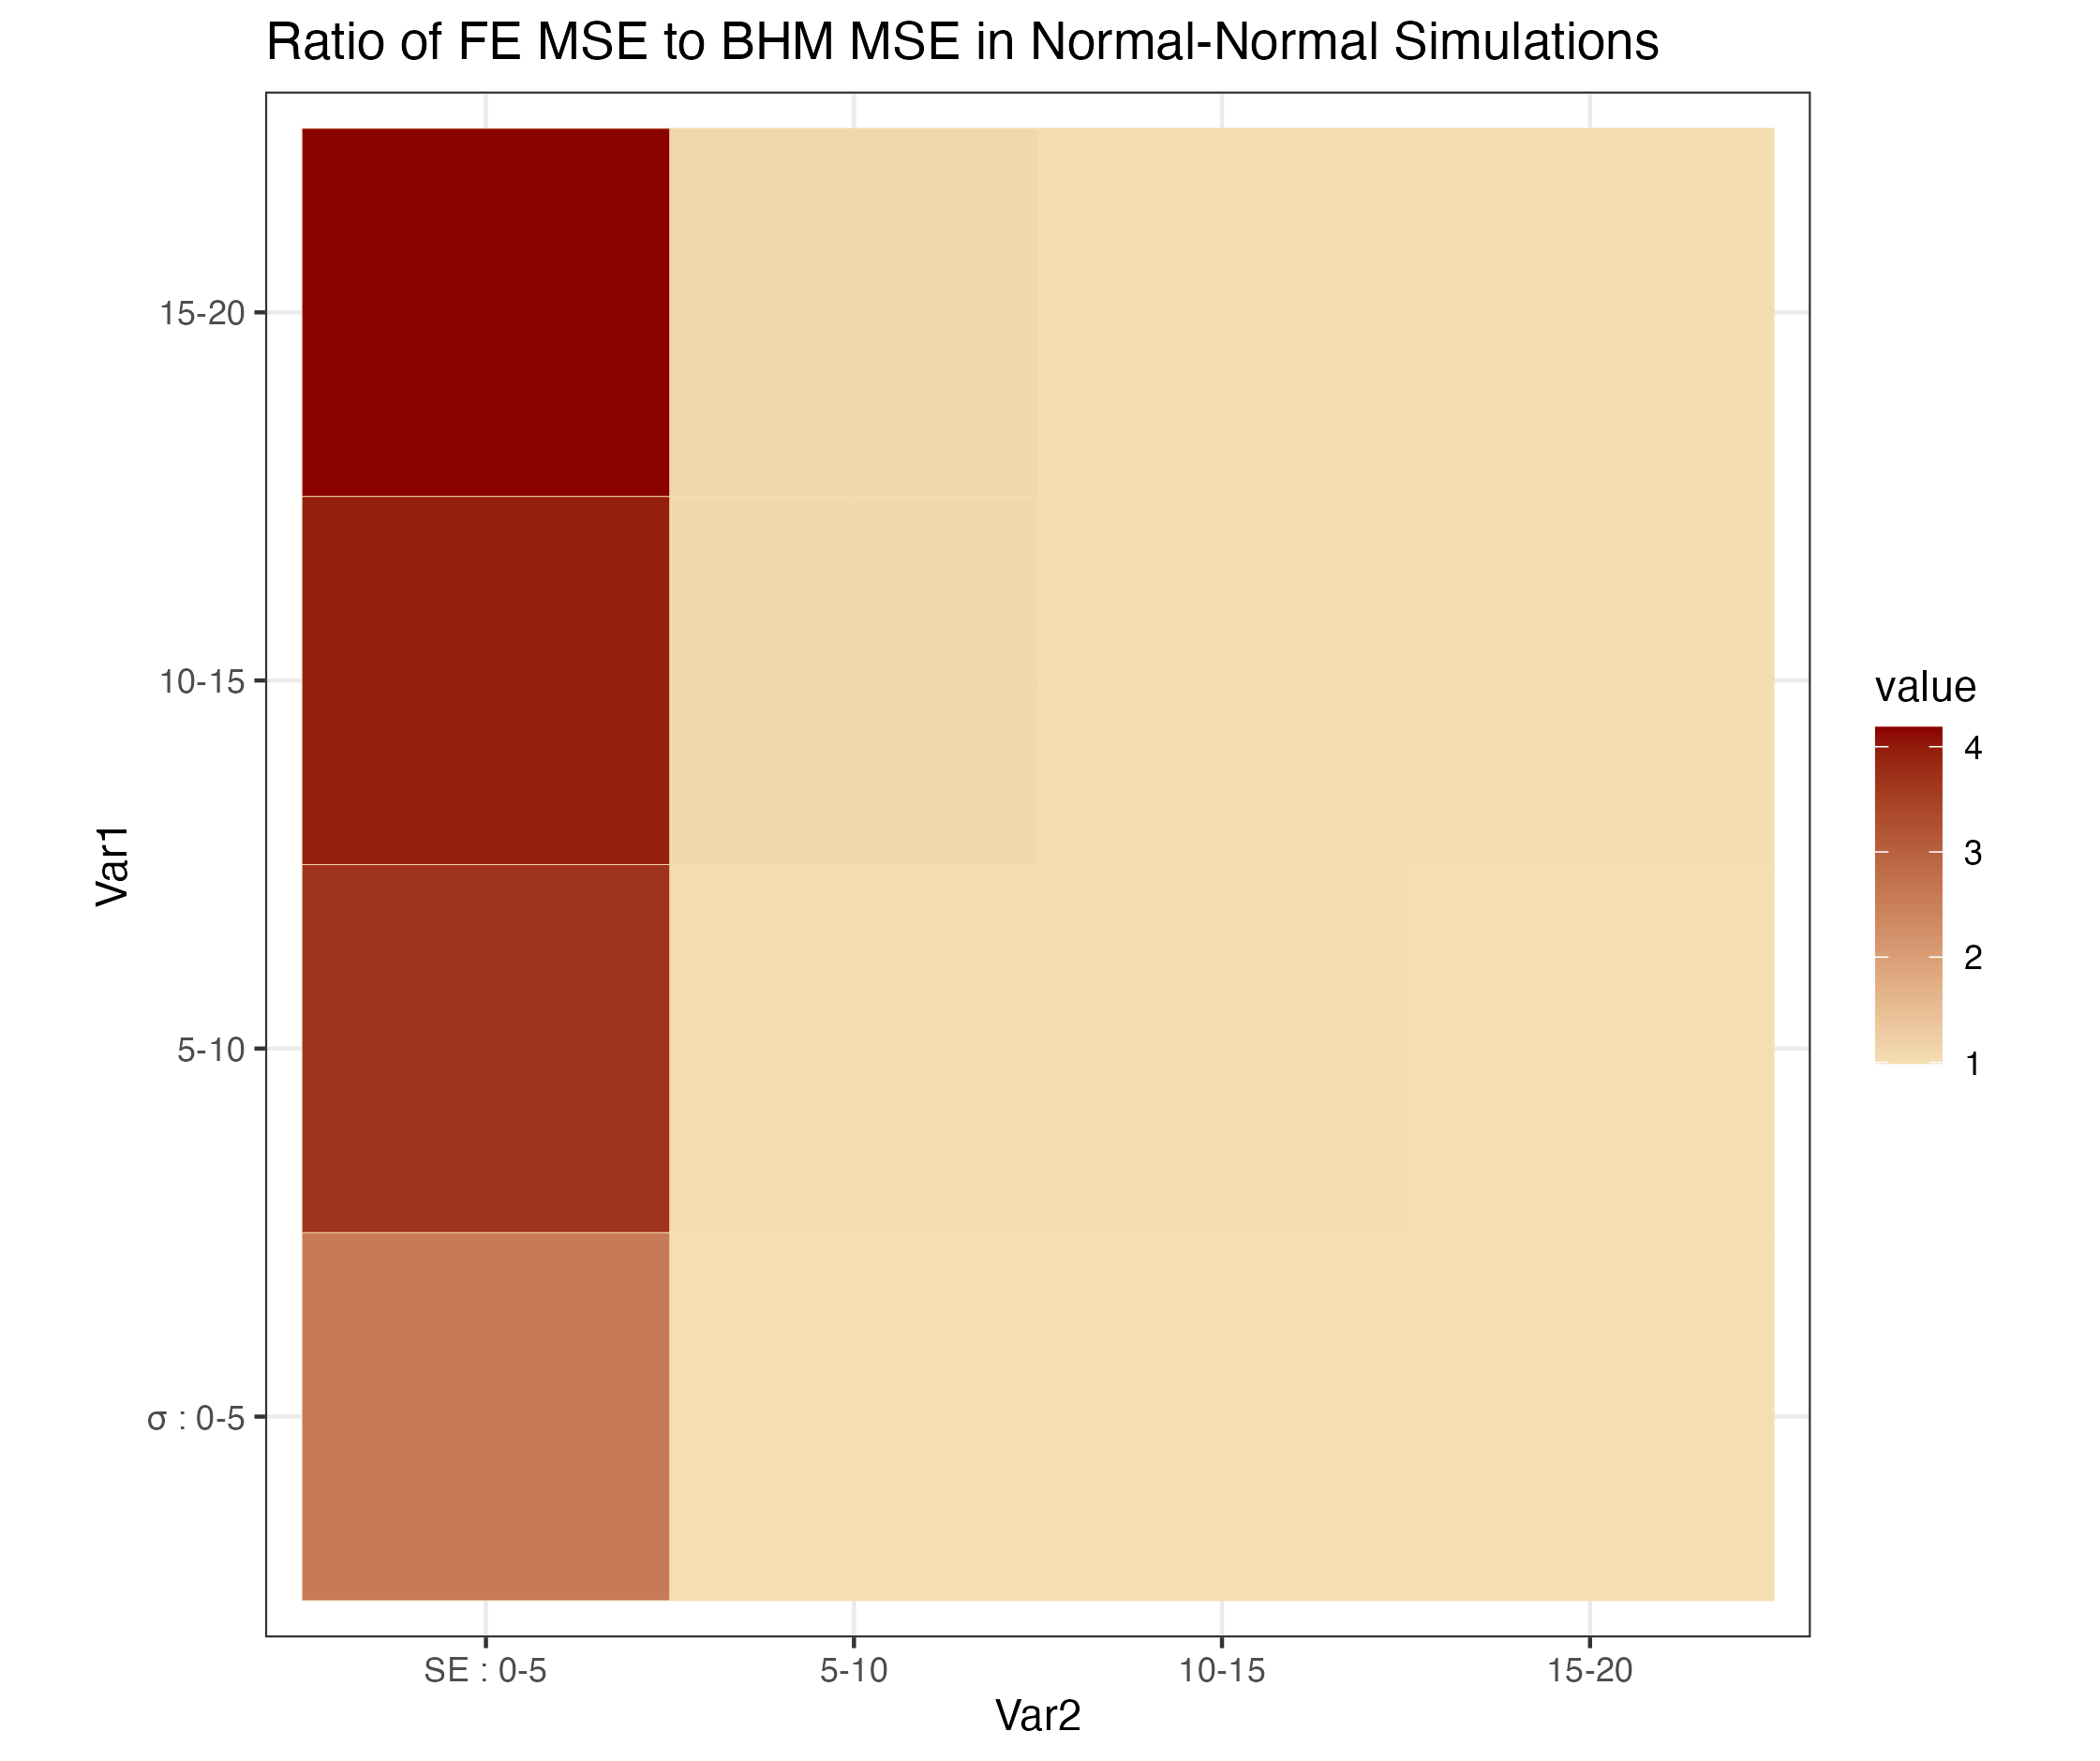 Ratio of FE MSE to BHM MSE in Normal-Normal Simulations
15-20
10-15
5-10
σ : 0-5
Var1
SE : 0-5 5-10 10-15 15-20
Var2
value
4
3
2
1